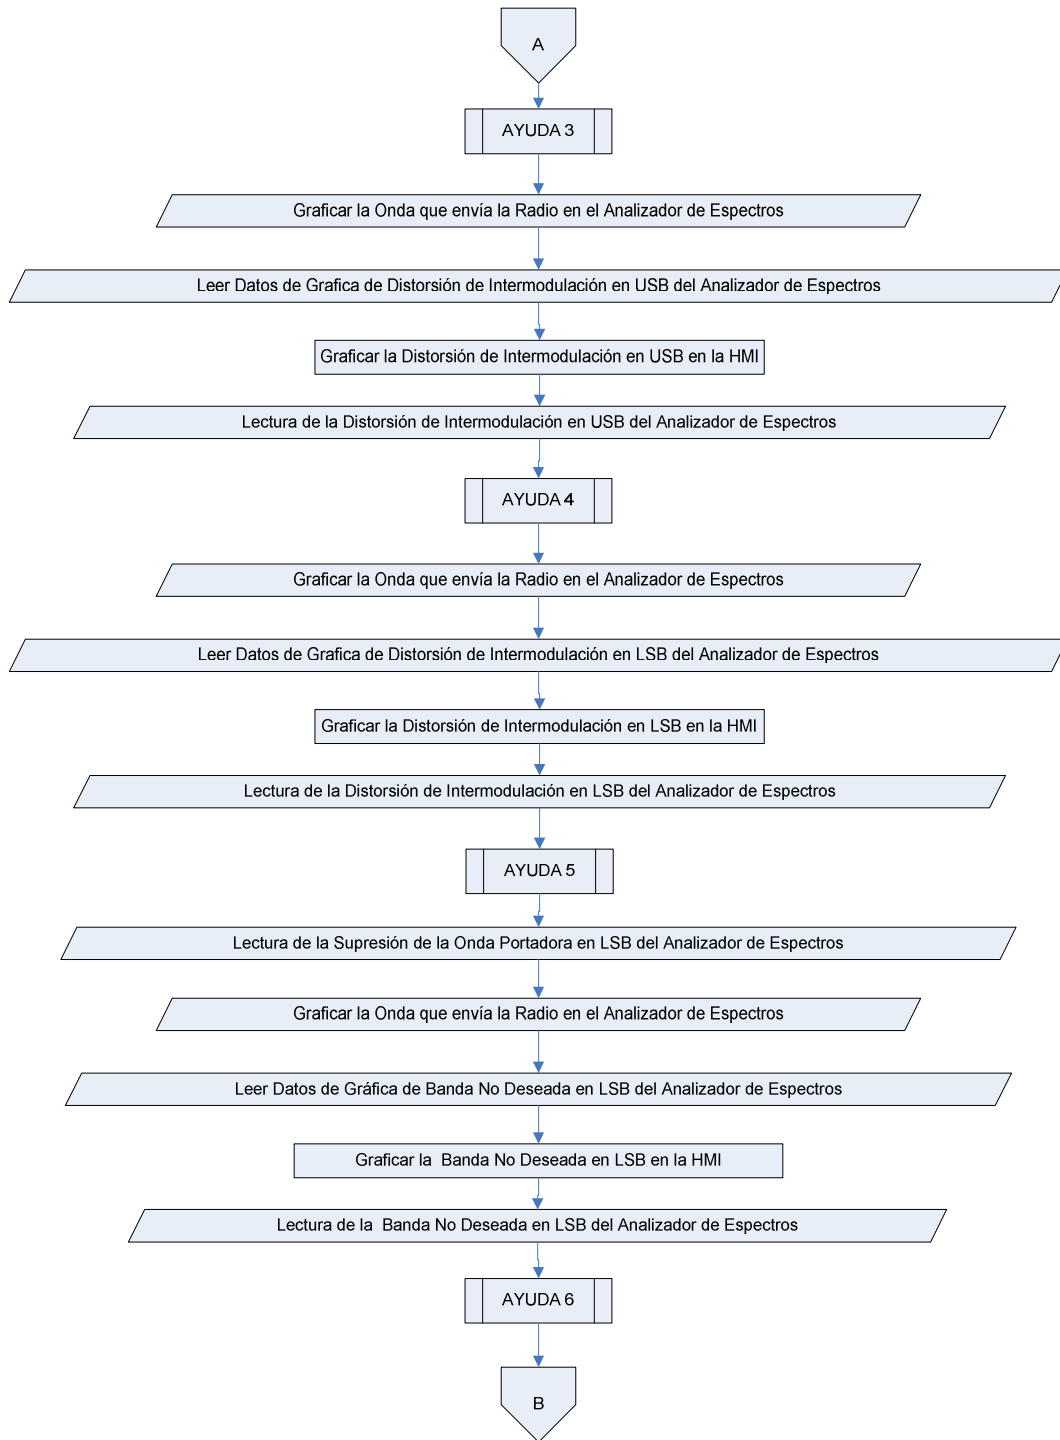 A
AYUDA 3
Graficar la Onda que envía la Radio en el Analizador de Espectros
Leer Datos de Grafica de Distorsión de Intermodulación en USB del Analizador de Espectros
Graficar la Distorsión de Intermodulación en USB en la HMI
Lectura de la Distorsión de Intermodulación en USB del Analizador de Espectros
AYUDA 4
Graficar la Onda que envía la Radio en el Analizador de Espectros
Leer Datos de Grafica de Distorsión de Intermodulación en LSB del Analizador de Espectros
Graficar la Distorsión de Intermodulación en LSB en la HMI
Lectura de la Distorsión de Intermodulación en LSB del Analizador de Espectros
AYUDA 5
Lectura de la Supresión de la Onda Portadora en LSB del Analizador de Espectros
Graficar la Onda que envía la Radio en el Analizador de Espectros
Leer Datos de Gráfica de Banda No Deseada en LSB del Analizador de Espectros
Graficar la Banda No Deseada en LSB en la HMI
Lectura de la Banda No Deseada en LSB del Analizador de Espectros
AYUDA 6
B